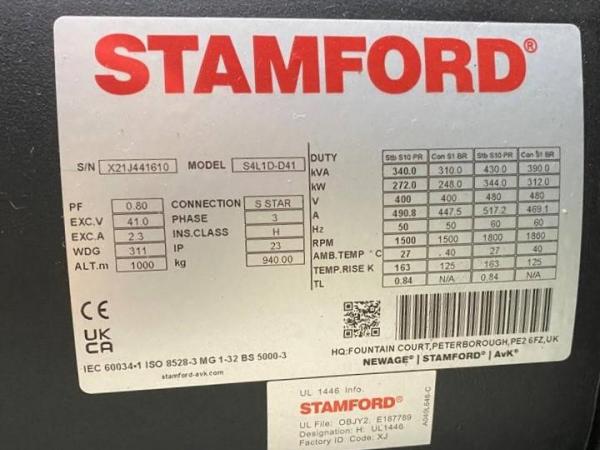 STAMFORD®
S/N X21J441610 MODEL S4L1D-D41
PF 0.80 CONNECTION S STAR
EXC.V 41.0 PHASE 3
EXC.A 2.3 INS.CLASS H
WDG 311 IP 23
ALT.m 1000 kg 940.00
DUTY Stb S10 PR Con S1 BR Stb S10 PR Con S1 BR
kVA 340.0 310.0 430.0 390.0
kW 272.0 248.0 344.0 312.0
V 400 400 480 480
A 490.8 447.5 517.2 469.1
Hz 50 50 60 60
RPM 1500 1500 1800 1800
AMB.TEMP °C 27 40 27 40
TEMP.RISE K 163 125 163 125
TL 0.84 N/A 0.84 N/A
CE
UK
CA
IEC 60034-1 ISO 8528-3 MG 1-32 BS 5000-3
stamford-avk.com
HQ:FOUNTAIN COURT,PETERBOROUGH,PE2 6FZ,UK
NEWAGE® | STAMFORD® | AvK®
UL 1446 Info.
STAMFORD®
UL File: OBJY2, E187789
Designation: H: UL1446
Factory ID Code: XJ
A049L646-C